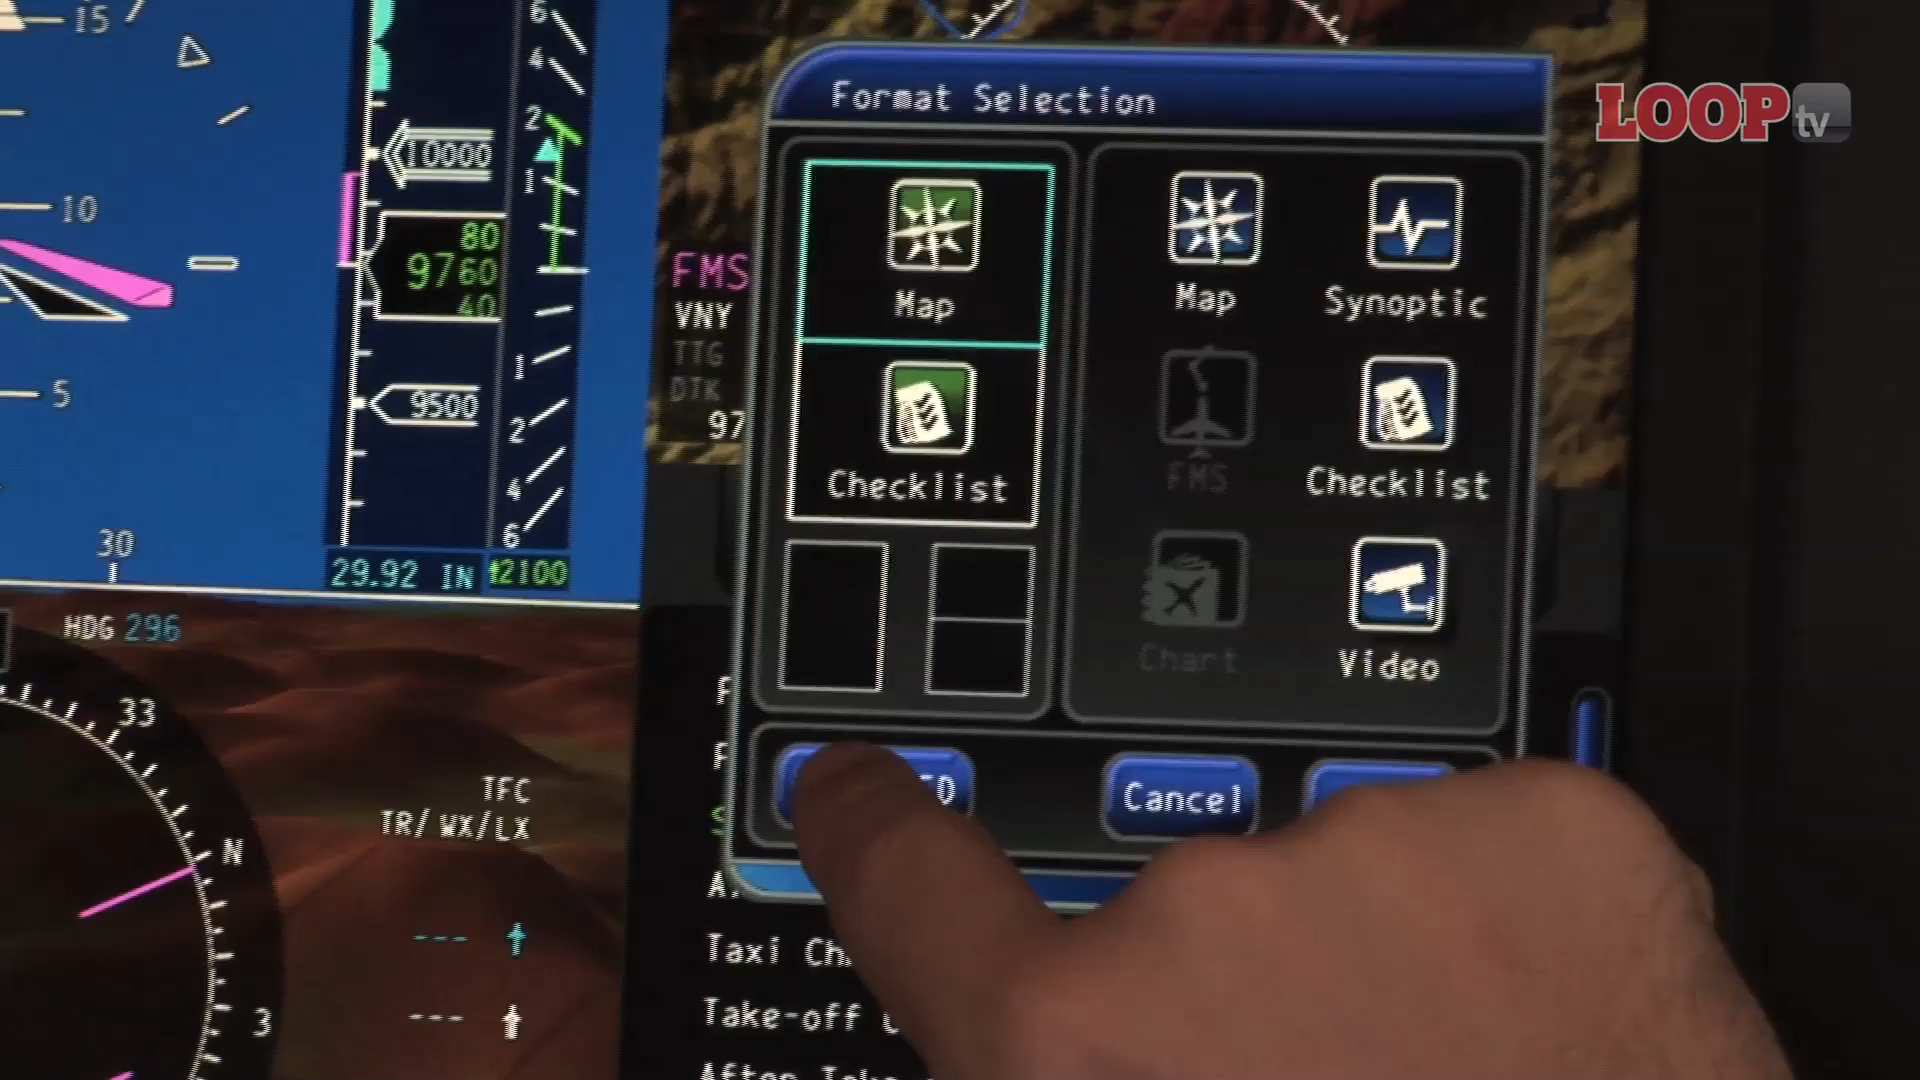 15
10
5
30
10000
80
9760
40
9500
29.92 IN
2100
6
4
2
1
1
2
4
6
HDG 296
33
N
3
TFC
TR/ WX/LX
---
---
FMS
VNY
TTG
DTK
97
Format Selection
Map
Checklist
Map
Synoptic
FMS
Checklist
Chart
Video
Cancel
Taxi
Take-off
After
LOOP tv